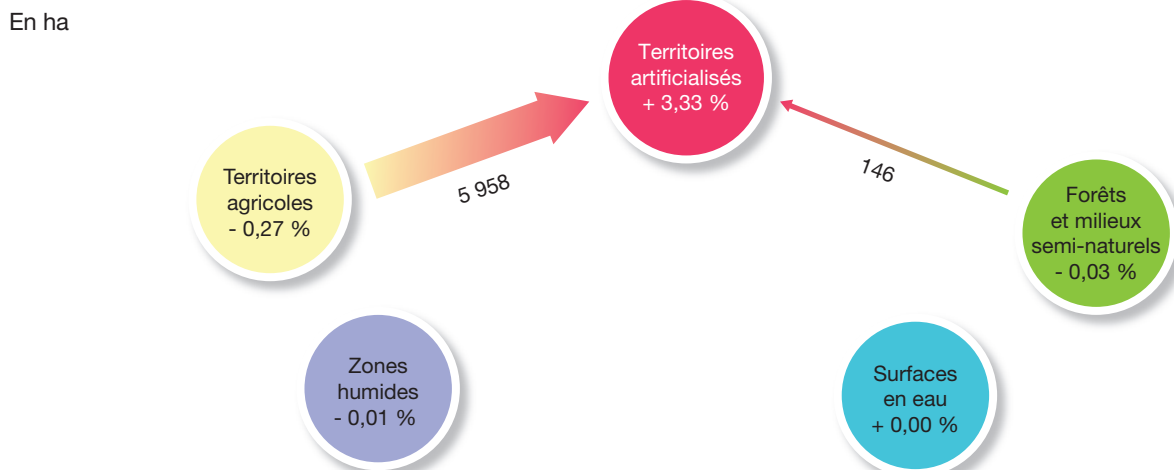 En ha
Territoires
artificialisés
+ 3,33 %
5 958
146
Territoires
agricoles
- 0,27 %
Forêts
et milieux
semi-naturels
- 0,03 %
Zones
humides
- 0,01 %
Surfaces
en eau
+ 0,00 %